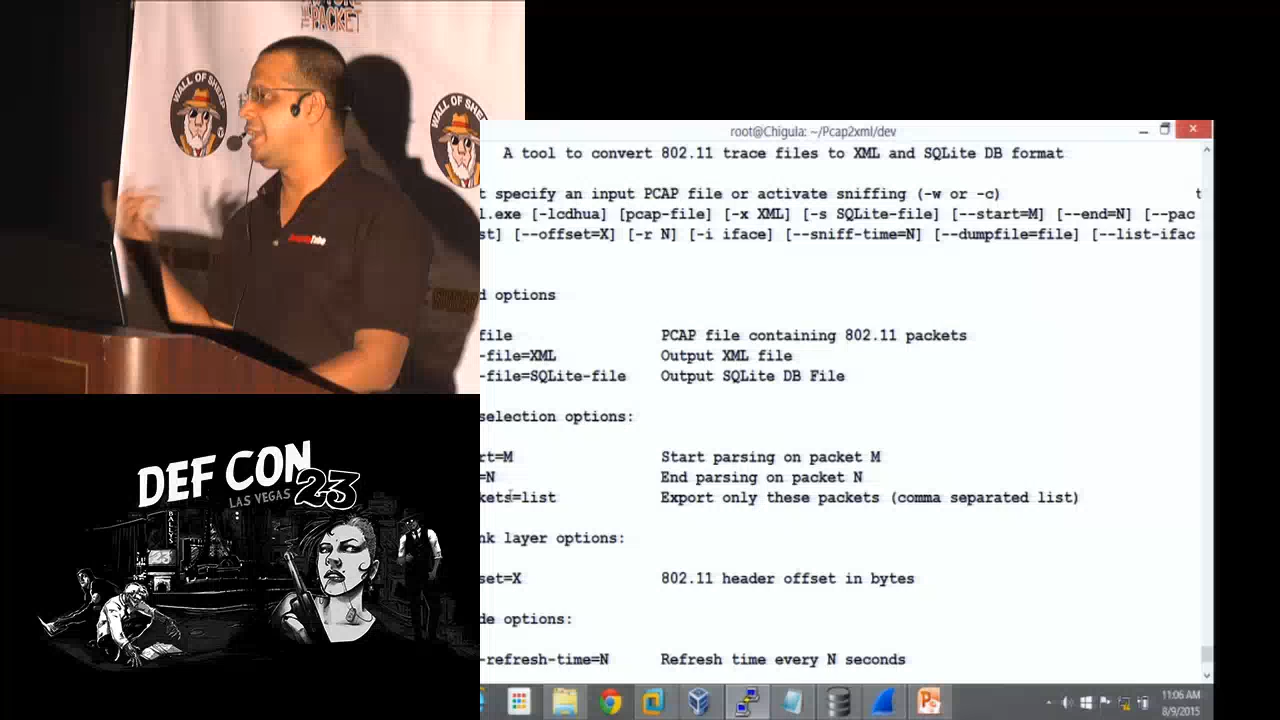 THE PACKET
WALL OF SHEEP
WALL OF SHEEP
root@Chigula: ~/Pcap2xml/dev
A tool to convert 802.11 trace files to XML and SQLite DB format
t specify an input PCAP file or activate sniffing (-w or -c) t
l.exe [-lcdhua] [pcap-file] [-x XML] [-s SQLite-file] [--start=M] [--end=N] [--pac
st] [--offset=X] [-r N] [-i iface] [--sniff-time=N] [--dumpfile=file] [--list-ifac
d options
file PCAP file containing 802.11 packets
-file=XML Output XML file
-file=SQLite-file Output SQLite DB File
selection options:
rt=M Start parsing on packet M
=N End parsing on packet N
kets=list Export only these packets (comma separated list)
nk layer options:
set=X 802.11 header offset in bytes
de options:
-refresh-time=N Refresh time every N seconds
DEF CON
LAS VEGAS 23
BALLYS
23
11:06 AM
8/9/2015